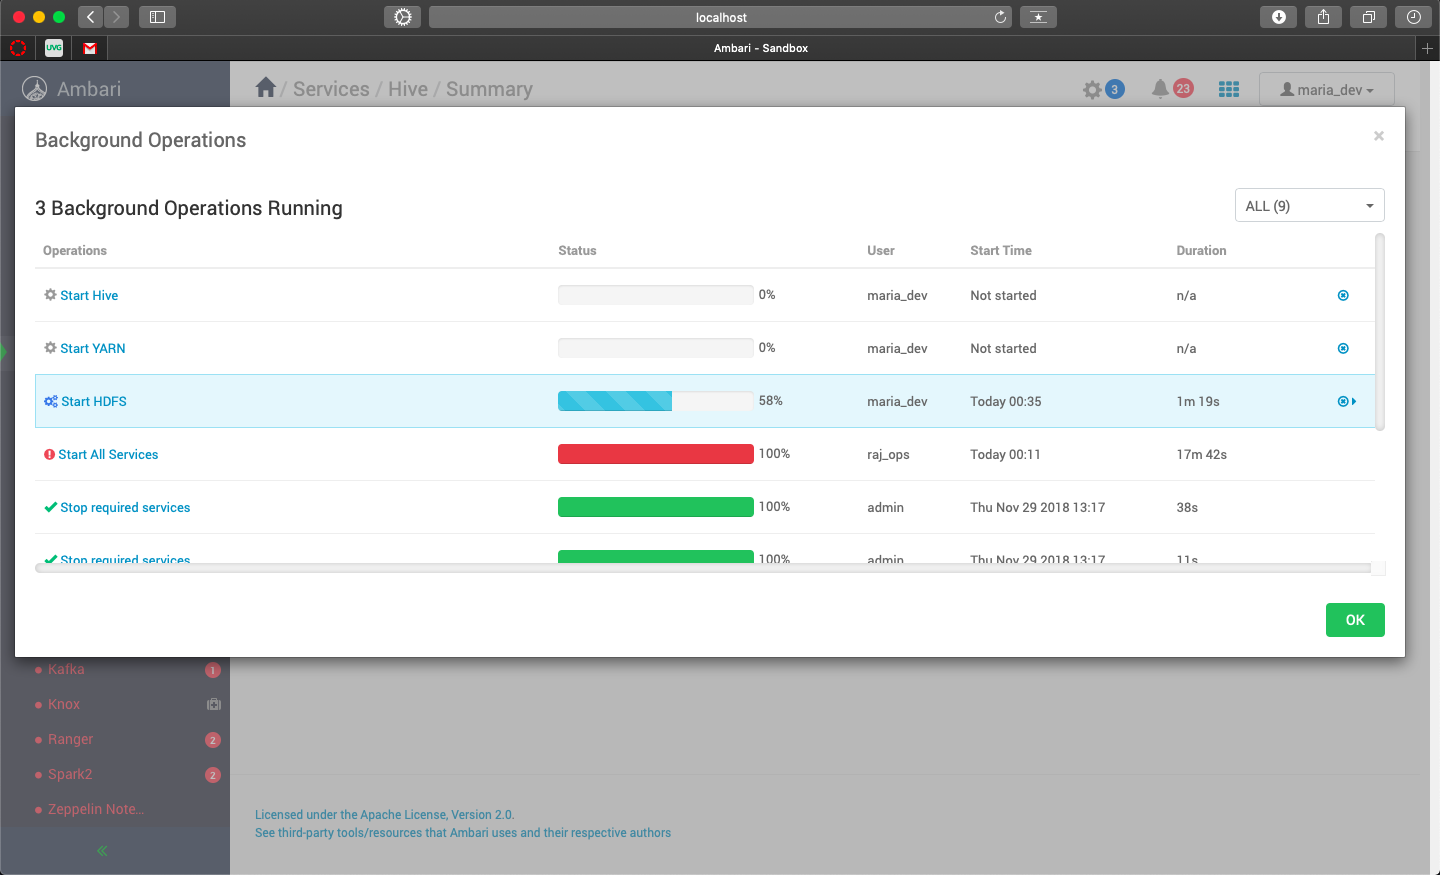 localhost
UVG
Ambari – Sandbox
Ambari
/ Services / Hive / Summary
3
23
maria_dev
Background Operations
×
3 Background Operations Running
ALL (9)
Operations Status User Start Time Duration
Start Hive 0% maria_dev Not started n/a
Start YARN 0% maria_dev Not started n/a
Start HDFS 58% maria_dev Today 00:35 1m 19s
Start All Services 100% raj_ops Today 00:11 17m 42s
Stop required services 100% admin Thu Nov 29 2018 13:17 38s
Stop required services 100% admin Thu Nov 29 2018 13:17 11s
OK
Kafka 1
Knox
Ranger 2
Spark2 2
Zeppelin Note...
Licensed under the Apache License, Version 2.0.
See third-party tools/resources that Ambari uses and their respective authors